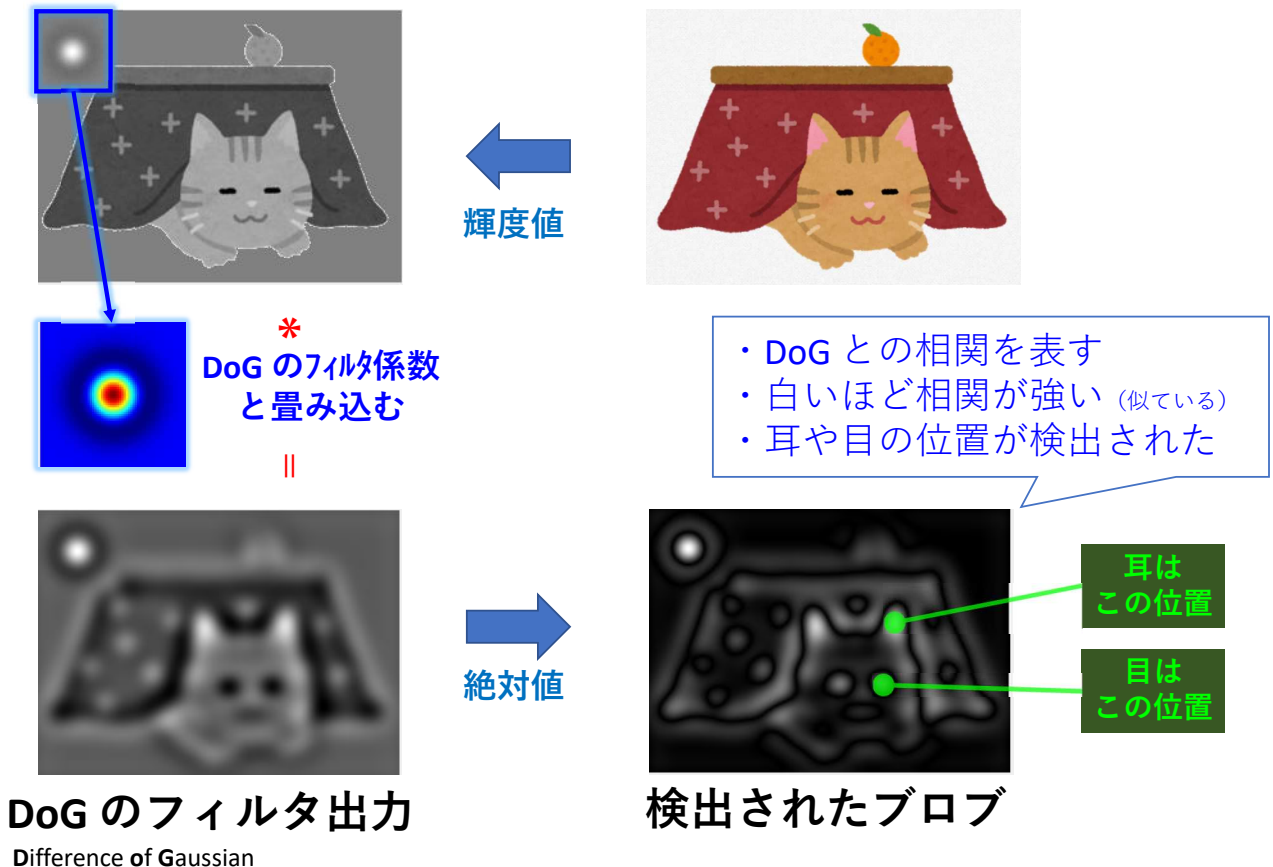 輝度値
*
DoG のフィルタ係数
と畳み込む
=
・DoG との相関を表す
・白いほど相関が強い (似ている)
・耳や目の位置が検出された
耳は
この位置
目は
この位置
絶対値
DoG のフィルタ出力
Difference of Gaussian
検出されたブロブ